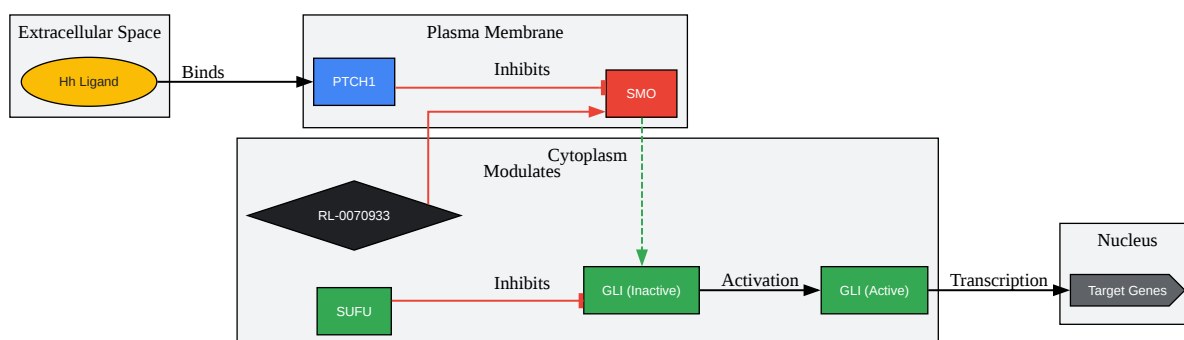 Extracellular Space
Hh Ligand
Binds
Plasma Membrane
PTCH1
Inhibits
SMO
Cytoplasm
Modulates
RL-0070933
SUFU
Inhibits
GLI (Inactive)
Activation
GLI (Active)
Transcription
Nucleus
Target Genes